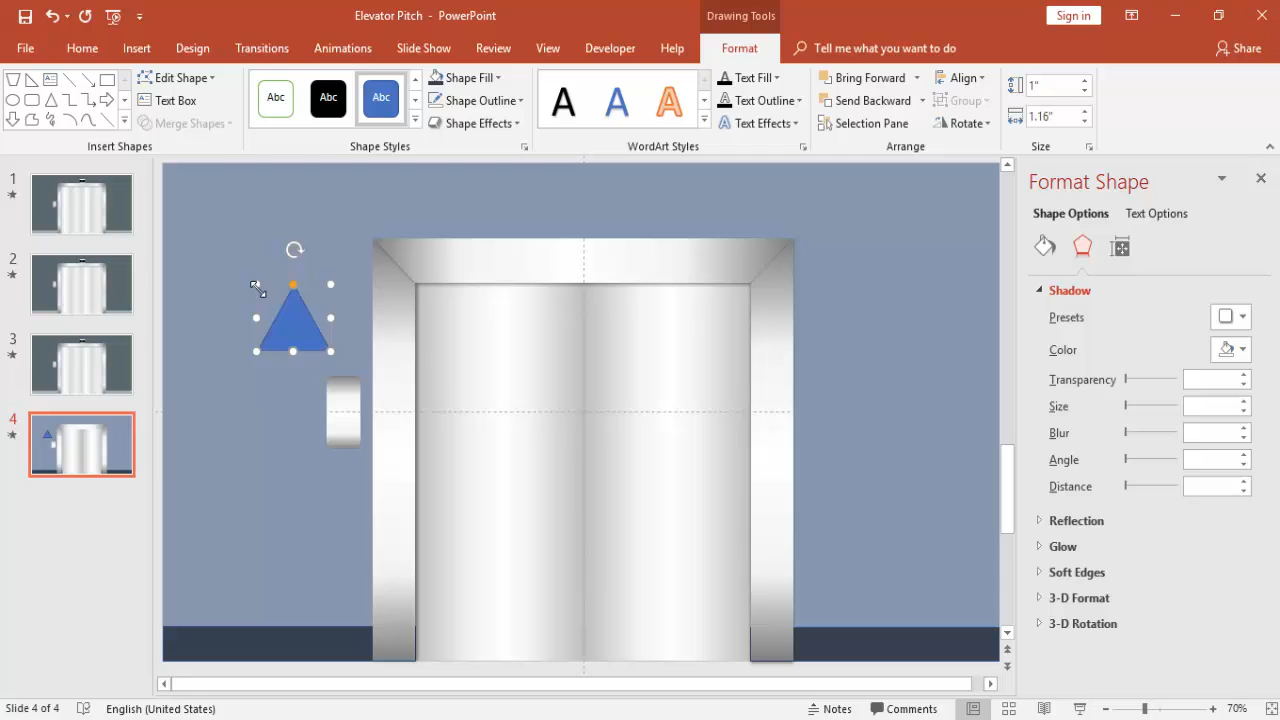 Elevator Pitch - PowerPoint
Drawing Tools
Sign in
File Home Insert Design Transitions Animations Slide Show Review View Developer Help Format Tell me what you want to do Share
Edit Shape
Text Box
Merge Shapes
Insert Shapes
Abc Abc Abc
Shape Fill
Shape Outline
Shape Effects
Shape Styles
A A A
Text Fill
Text Outline
Text Effects
WordArt Styles
Bring Forward
Send Backward
Selection Pane
Align
Group
Rotate
Arrange
1"
1.16"
Size
1
2
3
4
Format Shape
Shape Options Text Options
Shadow
Presets
Color
Transparency
Size
Blur
Angle
Distance
Reflection
Glow
Soft Edges
3-D Format
3-D Rotation
Slide 4 of 4 English (United States) Notes Comments 70%